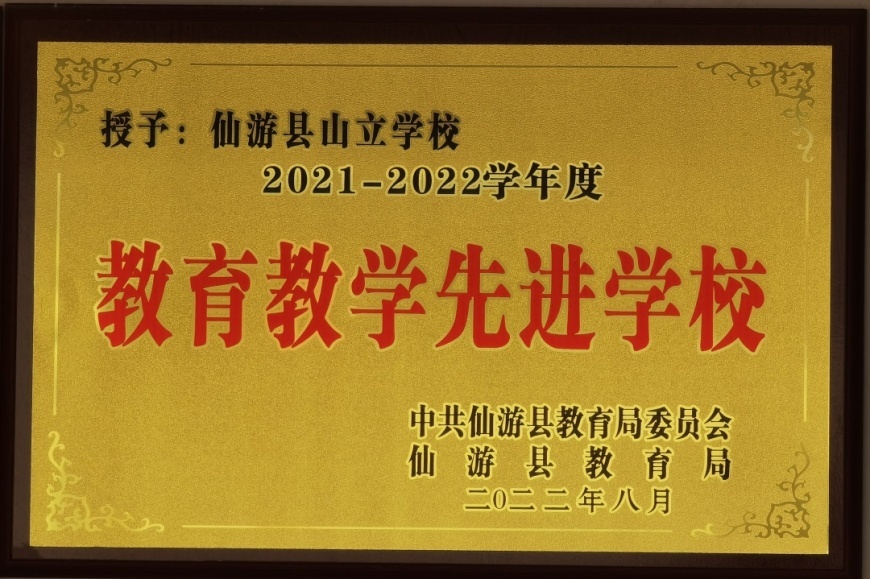 授予：仙游县山立学校
2021-2022学年度
教育教学先进学校
中共仙游县教育局委员会
仙游县教育局
二〇二二年八月